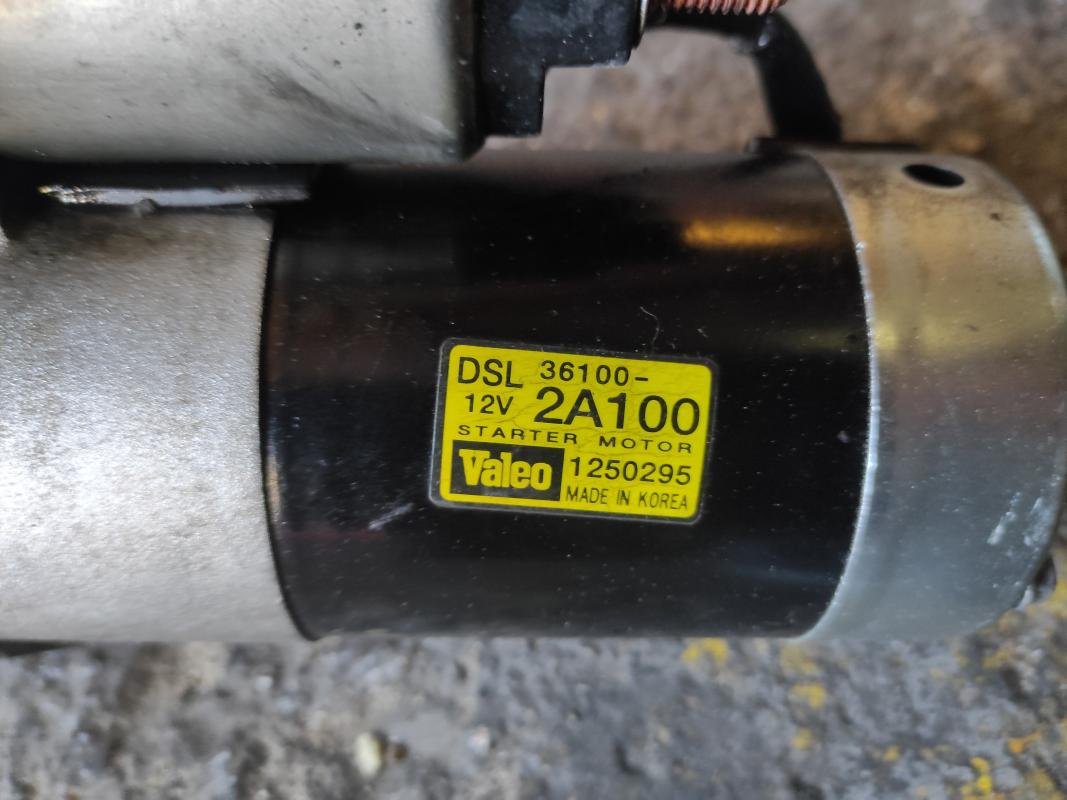 DSL 36100-
12V 2A100
STARTER MOTOR
Valeo 1250295
MADE IN KOREA